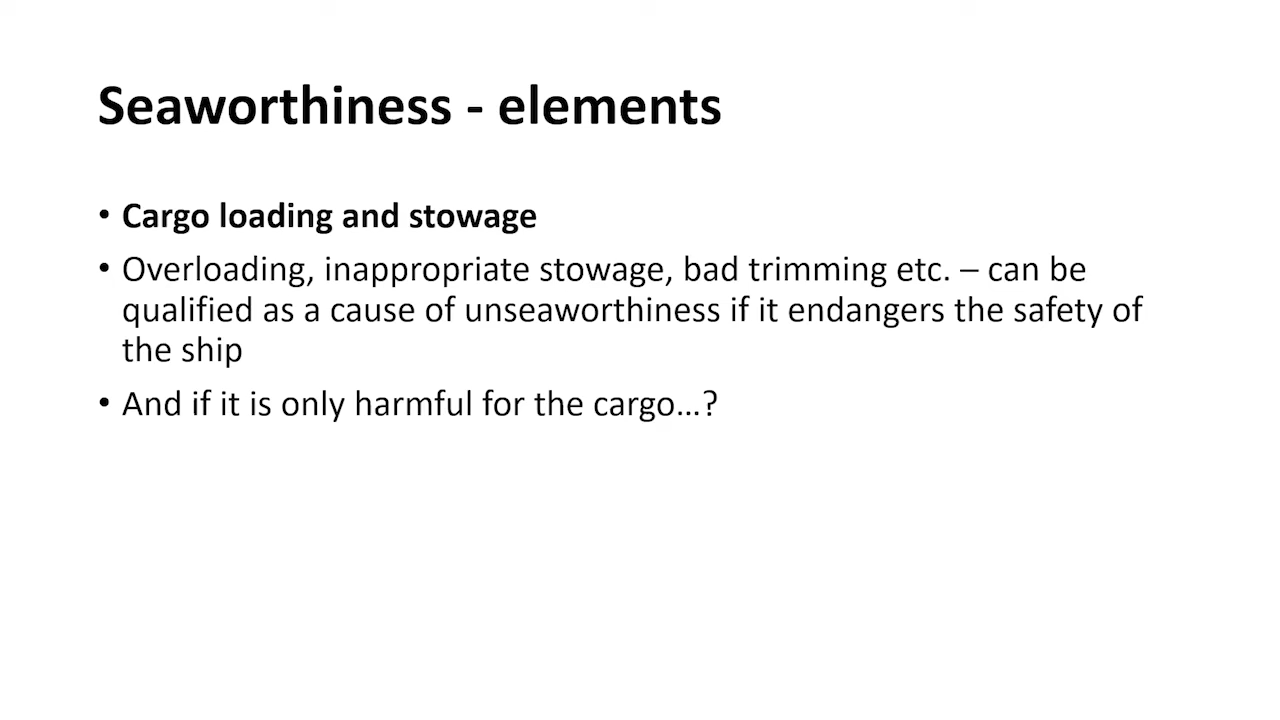 Seaworthiness - elements
• Cargo loading and stowage
• Overloading, inappropriate stowage, bad trimming etc. – can be
qualified as a cause of unseaworthiness if it endangers the safety of
the ship
• And if it is only harmful for the cargo…?